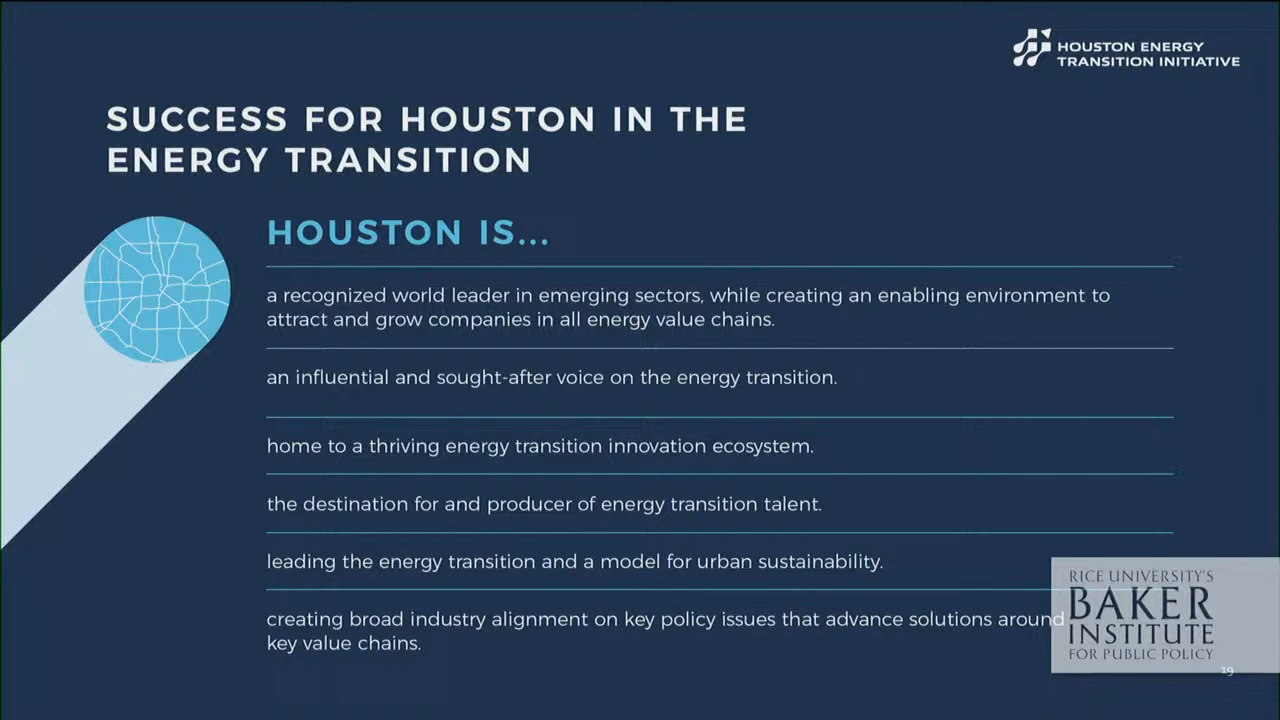 HOUSTON ENERGY
TRANSITION INITIATIVE
SUCCESS FOR HOUSTON IN THE
ENERGY TRANSITION
HOUSTON IS...
a recognized world leader in emerging sectors, while creating an enabling environment to
attract and grow companies in all energy value chains.
an influential and sought-after voice on the energy transition.
home to a thriving energy transition innovation ecosystem.
the destination for and producer of energy transition talent.
leading the energy transition and a model for urban sustainability.
creating broad industry alignment on key policy issues that advance solutions around
key value chains.
RICE UNIVERSITY'S
BAKER
INSTITUTE
FOR PUBLIC POLICY
19